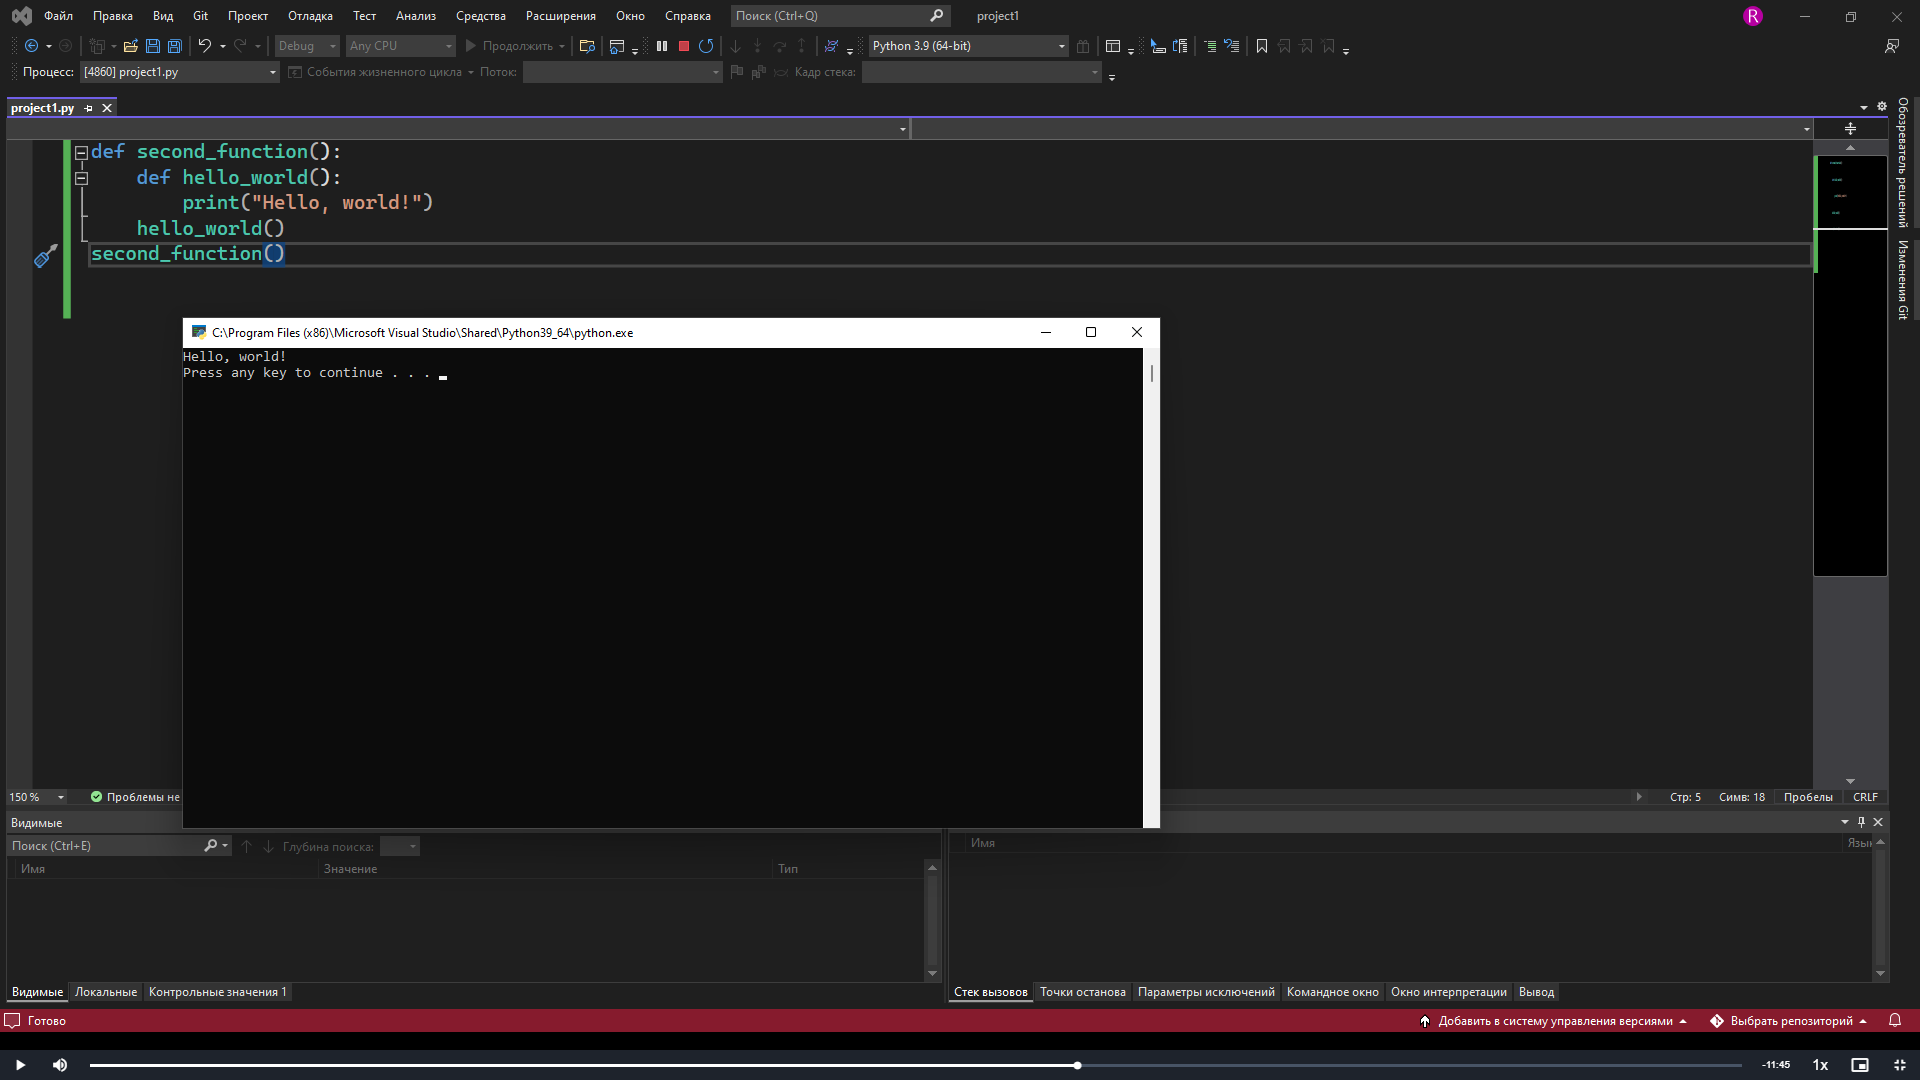 Файл Правка Вид Git Проект Отладка Тест Анализ Средства Расширения Окно Справка Поиск (Ctrl+Q) project1 R
Debug Any CPU Продолжить Python 3.9 (64-bit)
Процесс: [4860] project1.py События жизненного цикла Поток: Кадр стека:
project1.py
def second_function():
def hello_world():
print("Hello, world!")
hello_world()
second_function()
Обозреватель решений
Изменения Git
C:\Program Files (x86)\Microsoft Visual Studio\Shared\Python39_64\python.exe
Hello, world!
Press any key to continue . . .
150 % Проблемы не Стр: 5 Симв: 18 Пробелы CRLF
Видимые
Поиск (Ctrl+E) Глубина поиска:
Имя Значение Тип
Имя Язык
Видимые Локальные Контрольные значения 1
Стек вызовов Точки останова Параметры исключений Командное окно Окно интерпретации Вывод
Готово Добавить в систему управления версиями Выбрать репозиторий
-11:45 1x